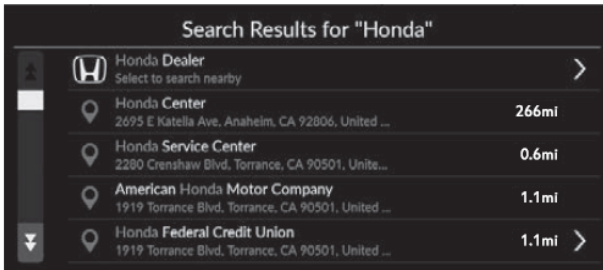 Search Results for "Honda"
Honda Dealer
Select to search nearby
Honda Center
2695 E Katella Ave, Anaheim, CA 92806, United ...
266mi
Honda Service Center
2280 Crenshaw Blvd, Torrance, CA 90501, Unite...
0.6mi
American Honda Motor Company
1919 Torrance Blvd, Torrance, CA 90501, United ...
1.1mi
Honda Federal Credit Union
1919 Torrance Blvd, Torrance, CA 90501, United ...
1.1mi